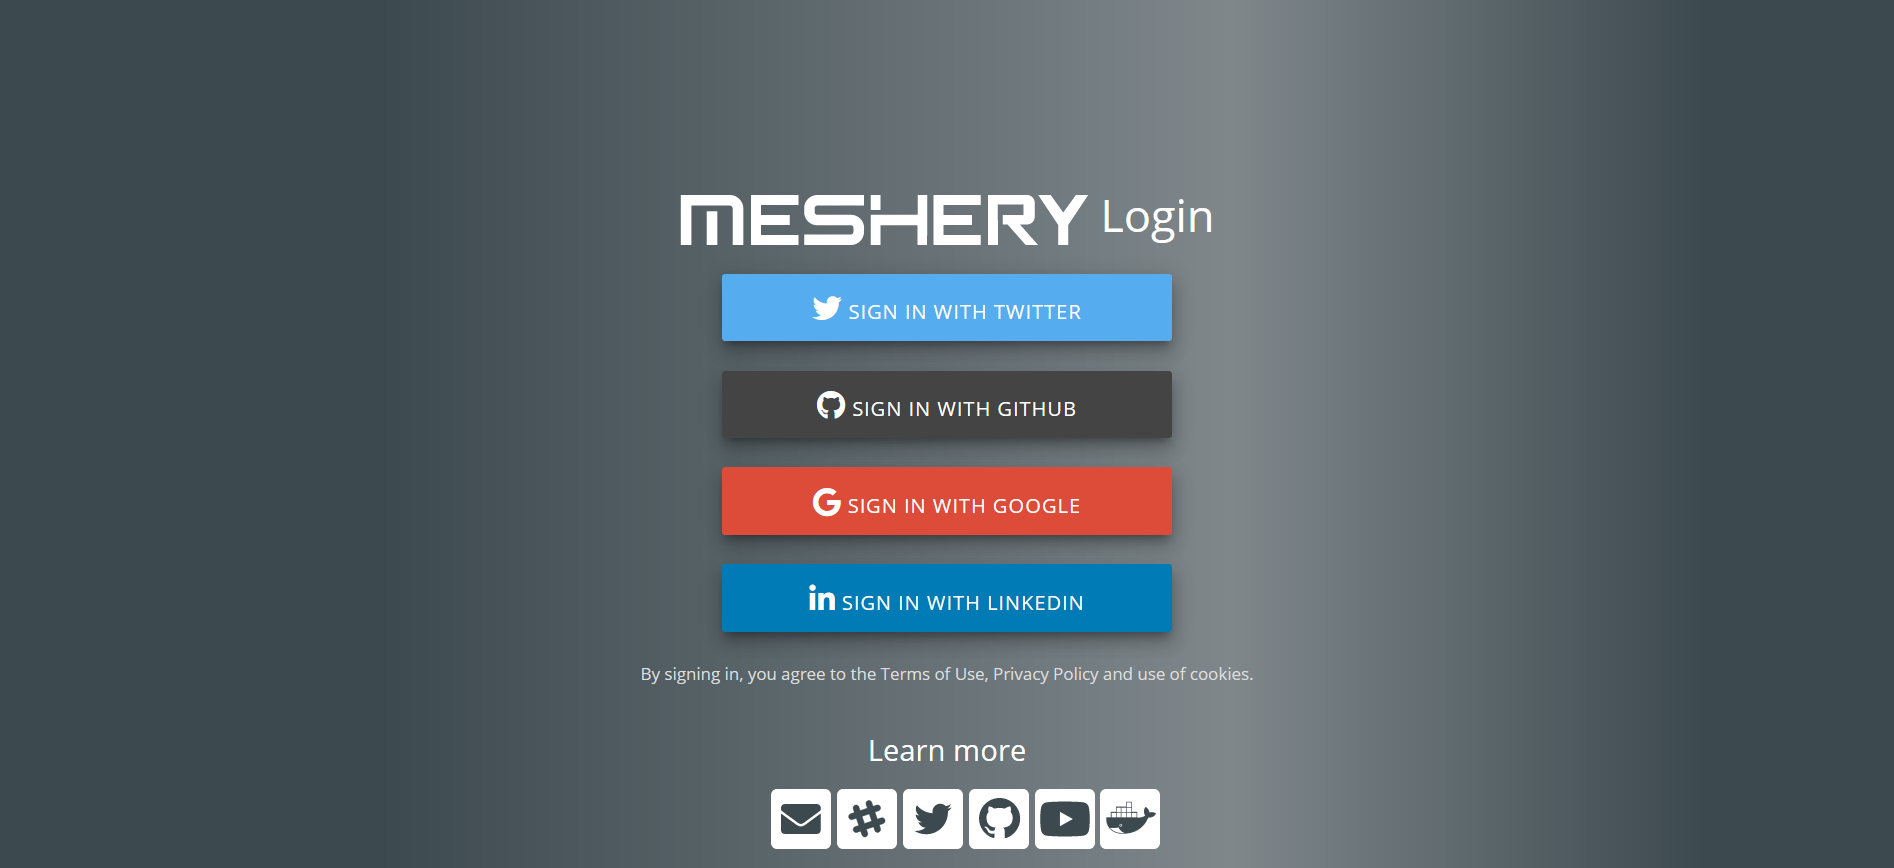 MESHERY Login
SIGN IN WITH TWITTER
SIGN IN WITH GITHUB
SIGN IN WITH GOOGLE
SIGN IN WITH LINKEDIN
By signing in, you agree to the Terms of Use, Privacy Policy and use of cookies.
Learn more